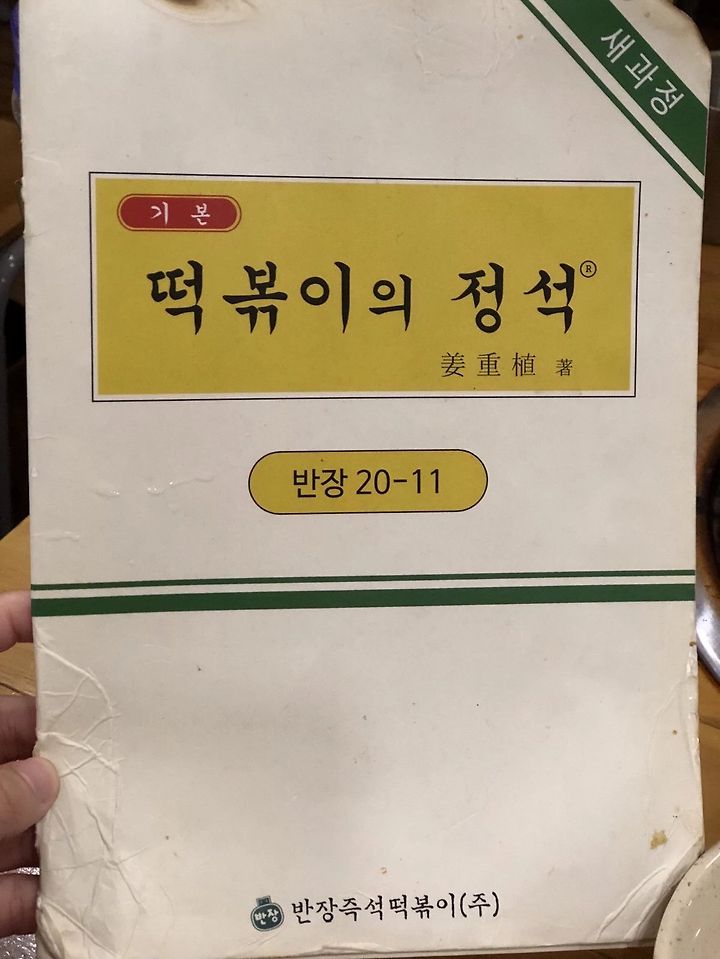 새과정
기본
떡볶이의 정석®
姜重植 著
반장 20-11
반장 반장즉석떡볶이(주)